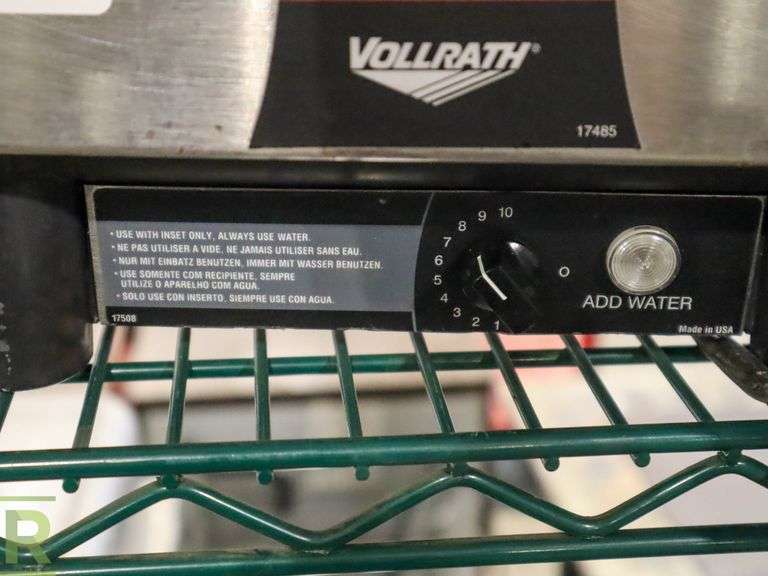 VOLLRATH®
17485
• USE WITH INSET ONLY, ALWAYS USE WATER.
• NE PAS UTILISER A VIDE, NE JAMAIS UTILISER SANS EAU.
• NUR MIT EINBATZ BENUTZEN, IMMER MIT WASSER BENUTZEN.
• USE SOMENTE COM RECIPIENTE, SEMPRE
UTILIZE O APARELHO COM AGUA.
• SOLO USE CON INSERTO, SIEMPRE USE CON AGUA.
17508
10
9
8
7
6
5
4
3
2
1
O
ADD WATER
Made in USA
R